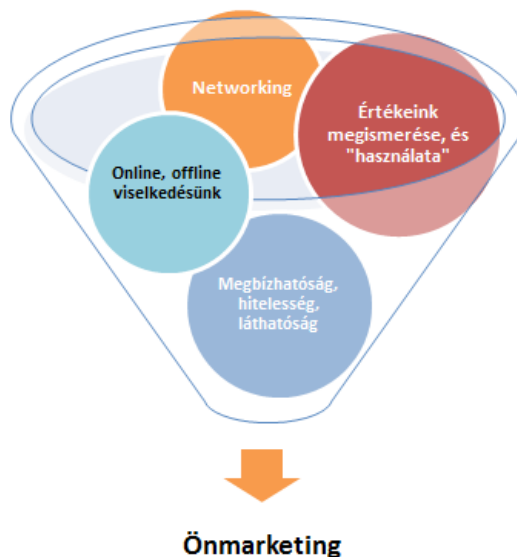 Networking
Értékeink
megismerése, és
"használata"
Online, offline
viselkedésünk
Megbízhatóság,
hitelesség,
láthatóság
Önmarketing